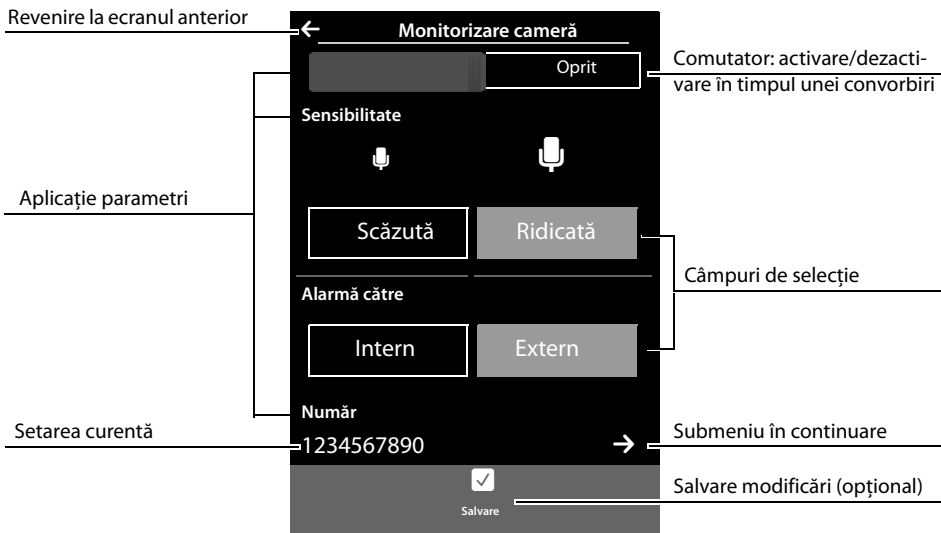 Revenire la ecranul anterior
Monitorizare cameră
Oprit
Comutator: activare/dezacti-
vare în timpul unei convorbiri
Sensibilitate
Aplicație parametri
Scăzută
Ridicată
Câmpuri de selecție
Alarmă către
Intern
Extern
Număr
Setarea curentă
1234567890
Submeniu în continuare
Salvare modificări (opțional)
Salvare